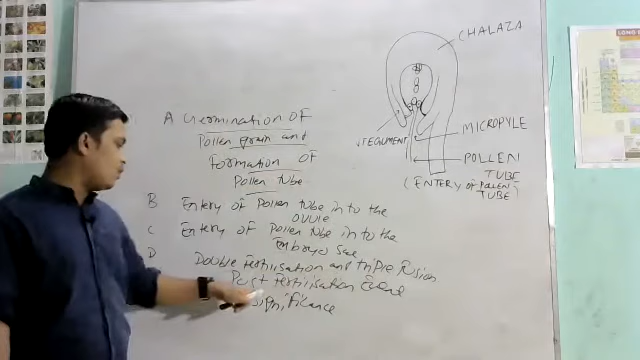 A Germination of
Pollen grain and
Formation of
Pollen tube
B Entery of Pollen tube in to the
ovule
C Entery of Pollen tube in to the
Embryo Sac
D Double Fertilisation and triple fusion
Post fertilisation Event
Significance
CHALAZA
NTEGUMENT
MICROPYLE
POLLEN
TUBE
(ENTERY OF POLLEN
TUBE)